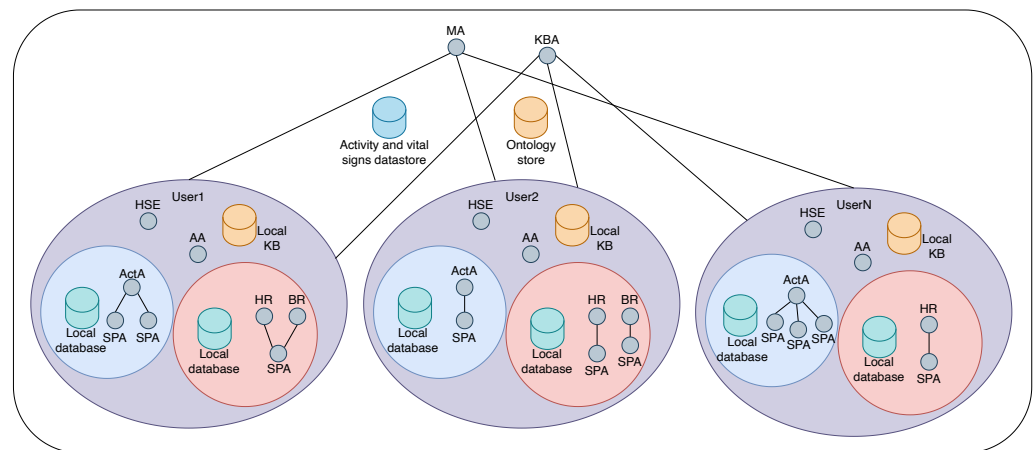 MA
KBA
Activity and vital
signs datastore
Ontology
store
User1
HSE
AA
Local
KB
ActA
SPA
SPA
Local
database
HR
BR
SPA
Local
database
User2
HSE
AA
Local
KB
ActA
SPA
Local
database
HR
BR
SPA
SPA
Local
database
UserN
HSE
AA
Local
KB
ActA
SPA
SPA
SPA
Local
database
HR
SPA
Local
database